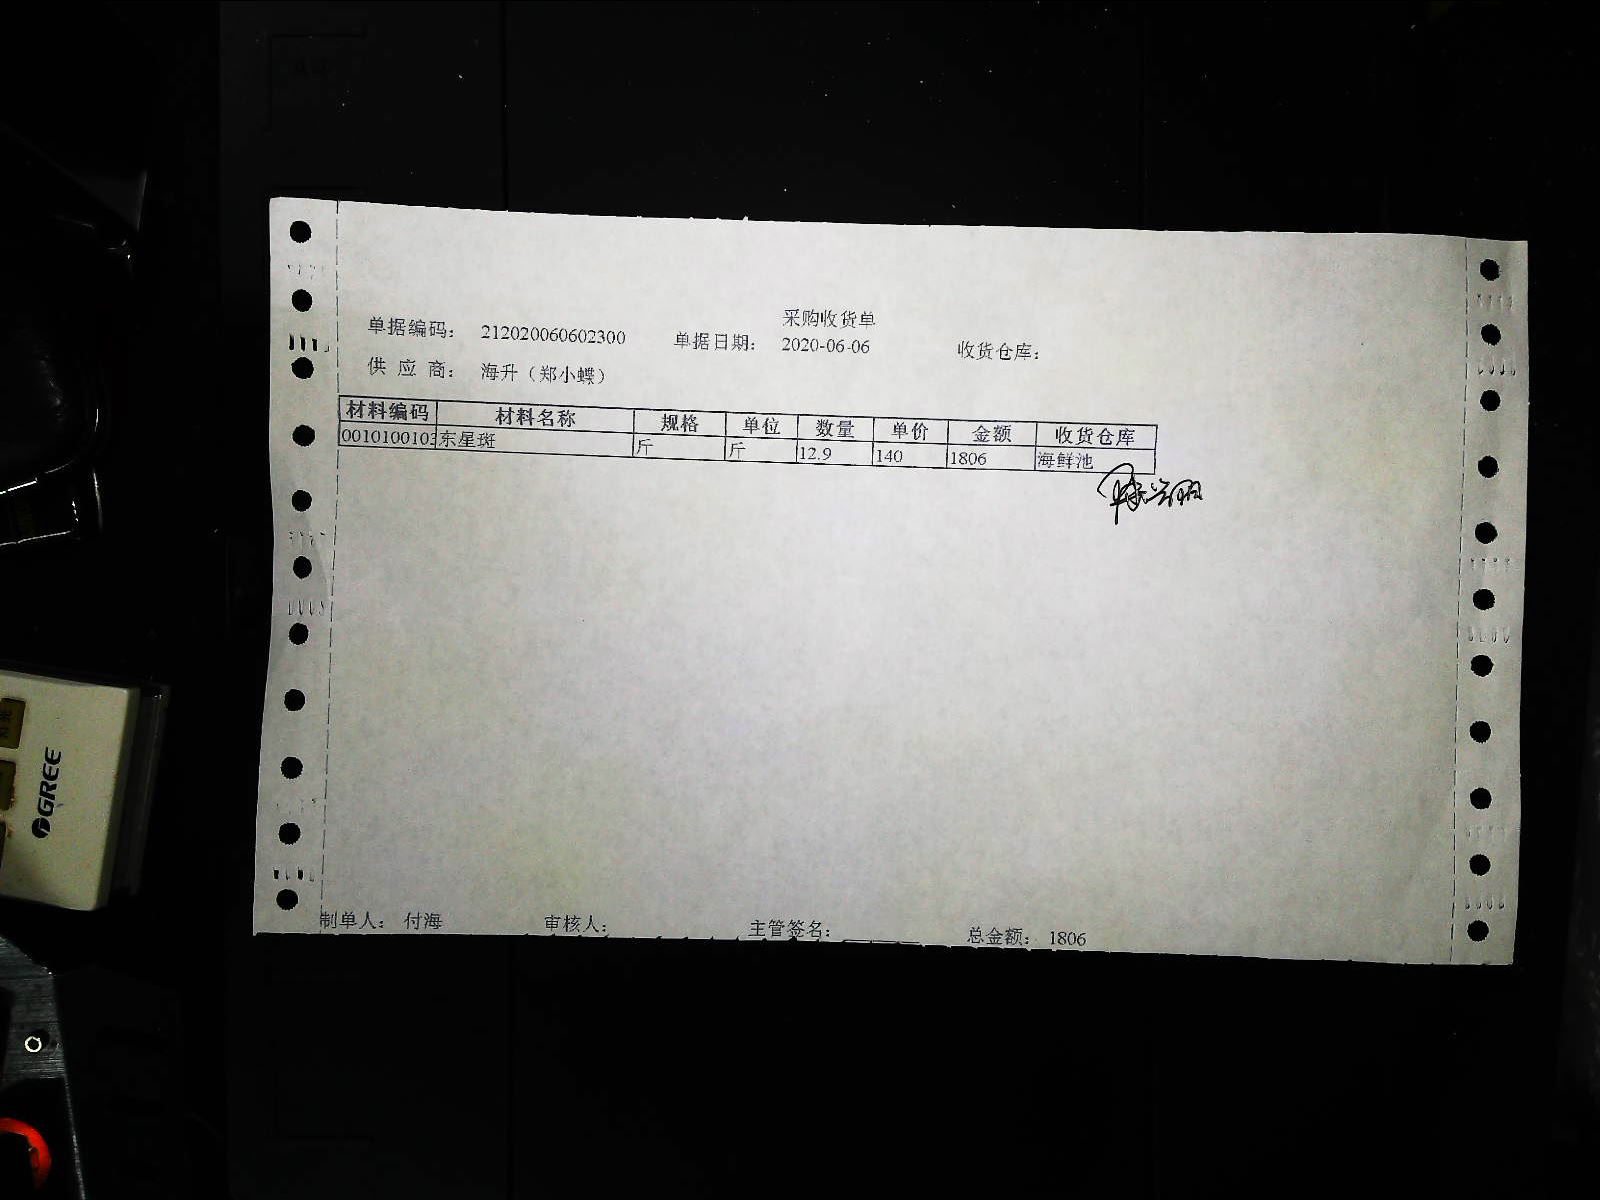 采购收货单
单据编码： 212020060602300 单据日期： 2020-06-06 收货仓库：
供 应 商： 海升（郑小蝶）
材料编码 材料名称 规格 单位 数量 单价 金额 收货仓库
0010100103 东星斑 斤 斤 12.9 140 1806 海鲜池
制单人： 付海 审核人： 主管签名： 总金额： 1806
GREE